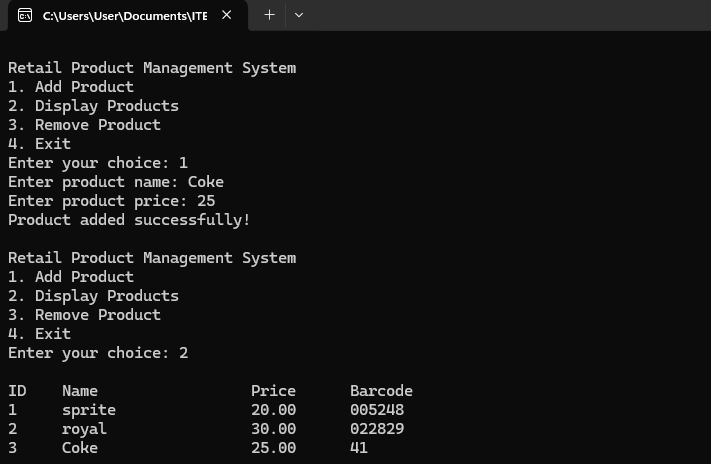 C:\Users\User\Documents\ITE
Retail Product Management System
1. Add Product
2. Display Products
3. Remove Product
4. Exit
Enter your choice: 1
Enter product name: Coke
Enter product price: 25
Product added successfully!
Retail Product Management System
1. Add Product
2. Display Products
3. Remove Product
4. Exit
Enter your choice: 2
ID Name Price Barcode
1 sprite 20.00 005248
2 royal 30.00 022829
3 Coke 25.00 41